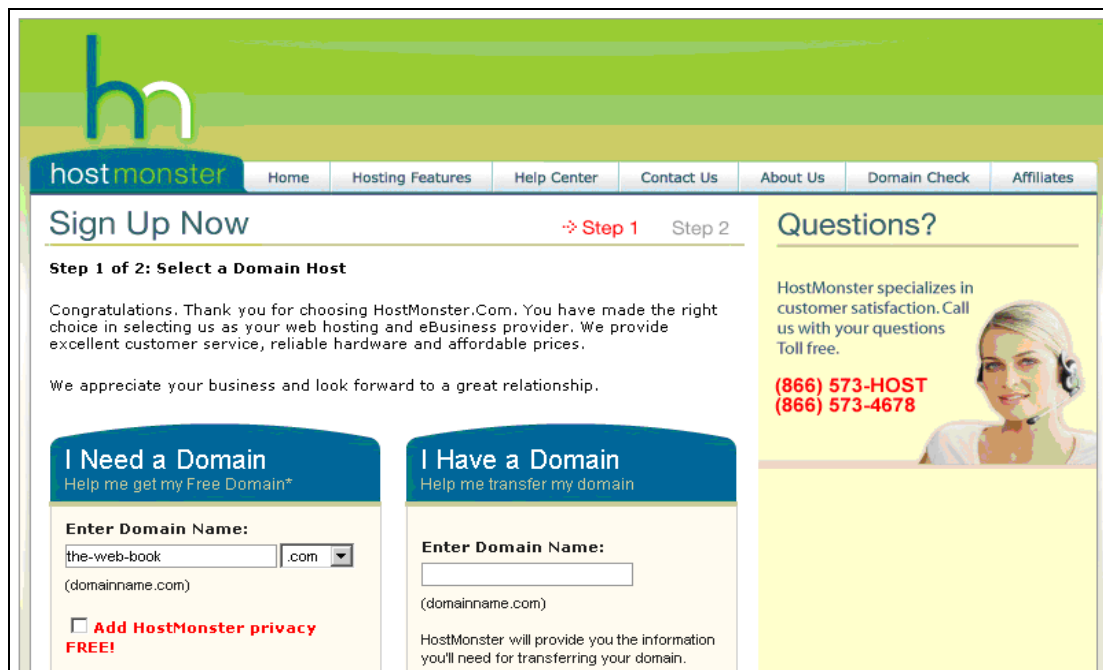 hn
hostmonster
Home Hosting Features Help Center Contact Us About Us Domain Check Affiliates
Sign Up Now
Step 1 Step 2
Step 1 of 2: Select a Domain Host
Congratulations. Thank you for choosing HostMonster.Com. You have made the right
choice in selecting us as your web hosting and eBusiness provider. We provide
excellent customer service, reliable hardware and affordable prices.
We appreciate your business and look forward to a great relationship.
I Need a Domain
Help me get my Free Domain*
Enter Domain Name:
the-web-book .com
(domainname.com)
Add HostMonster privacy
FREE!
I Have a Domain
Help me transfer my domain
Enter Domain Name:
(domainname.com)
HostMonster will provide you the information
you'll need for transferring your domain.
Questions?
HostMonster specializes in
customer satisfaction. Call
us with your questions
Toll free.
(866) 573-HOST
(866) 573-4678